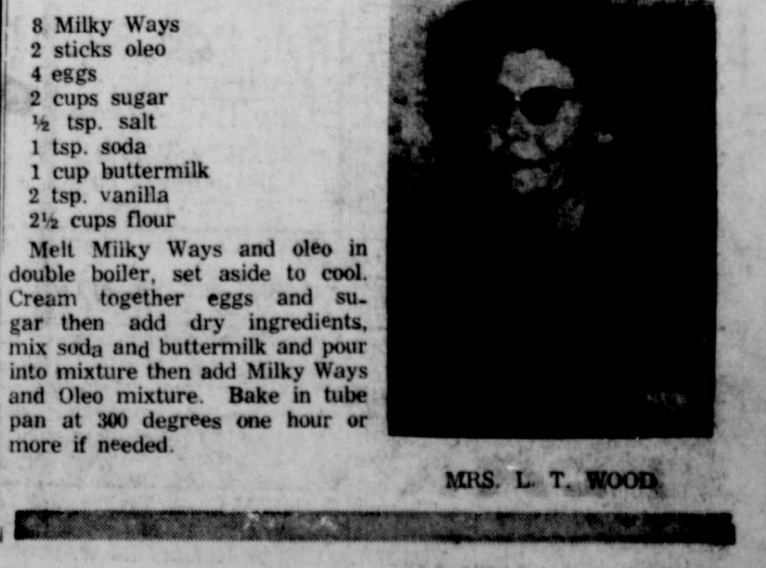 8 Milky Ways
2 sticks oleo
4 eggs
2 cups sugar
½ tsp. salt
1 tsp. soda
1 cup buttermilk
2 tsp. vanilla
2½ cups flour
Melt Milky Ways and oleo in
double boiler, set aside to cool.
Cream together eggs and su-
gar then add dry ingredients,
mix soda and buttermilk and pour
into mixture then add Milky Ways
and Oleo mixture. Bake in tube
pan at 300 degrees one hour or
more if needed.
MRS. L. T. WOOD